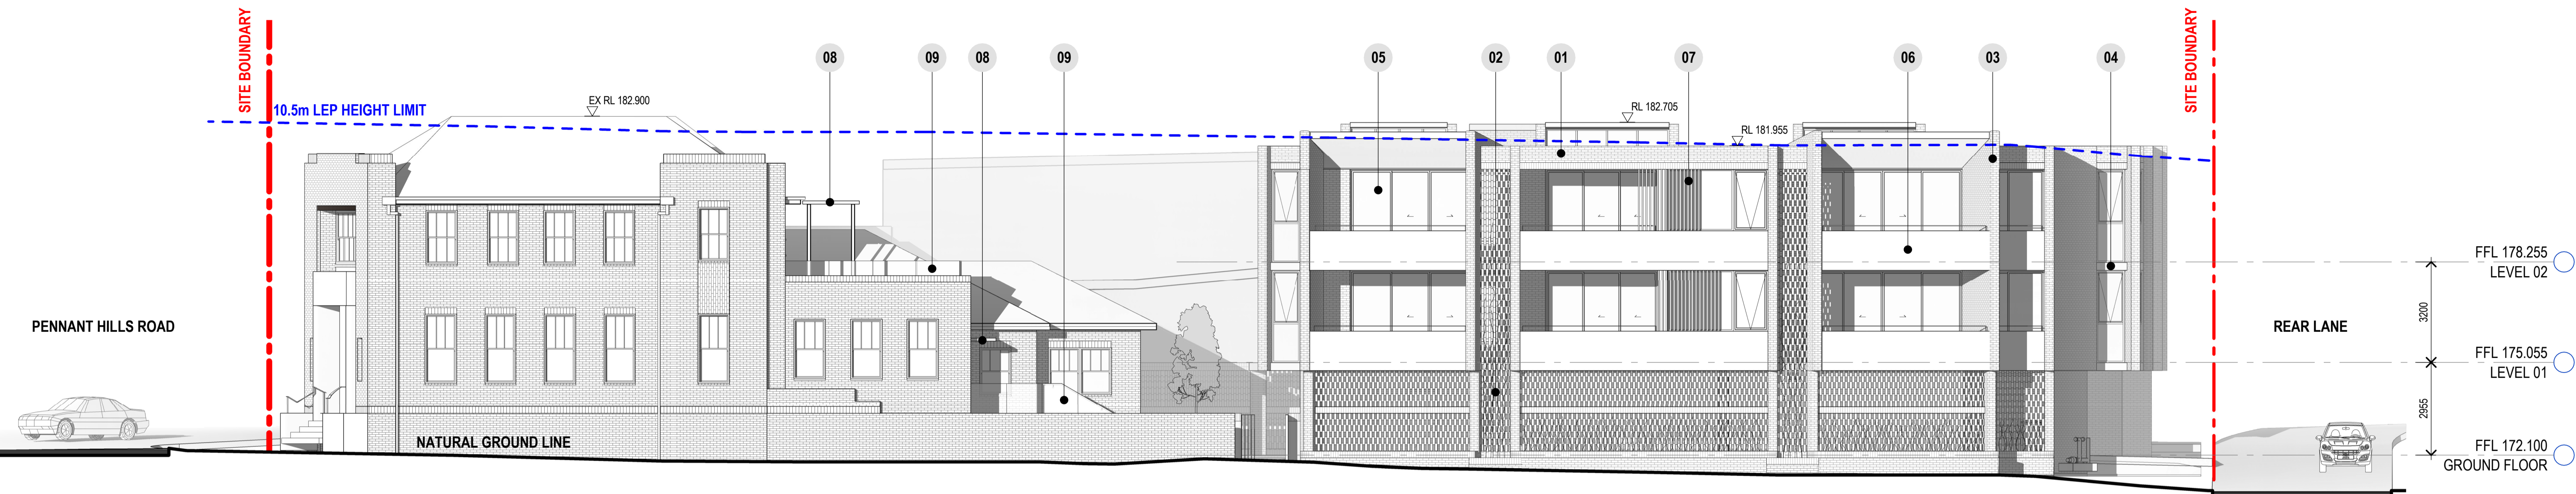 SITE BOUNDARY
10.5m LEP HEIGHT LIMIT
EX RL 182.900
08
09
08
09
05
02
01
07
06
03
04
RL 182.705
RL 181.955
SITE BOUNDARY
PENNANT HILLS ROAD
NATURAL GROUND LINE
REAR LANE
FFL 178.255
LEVEL 02
3200
FFL 175.055
LEVEL 01
2955
FFL 172.100
GROUND FLOOR